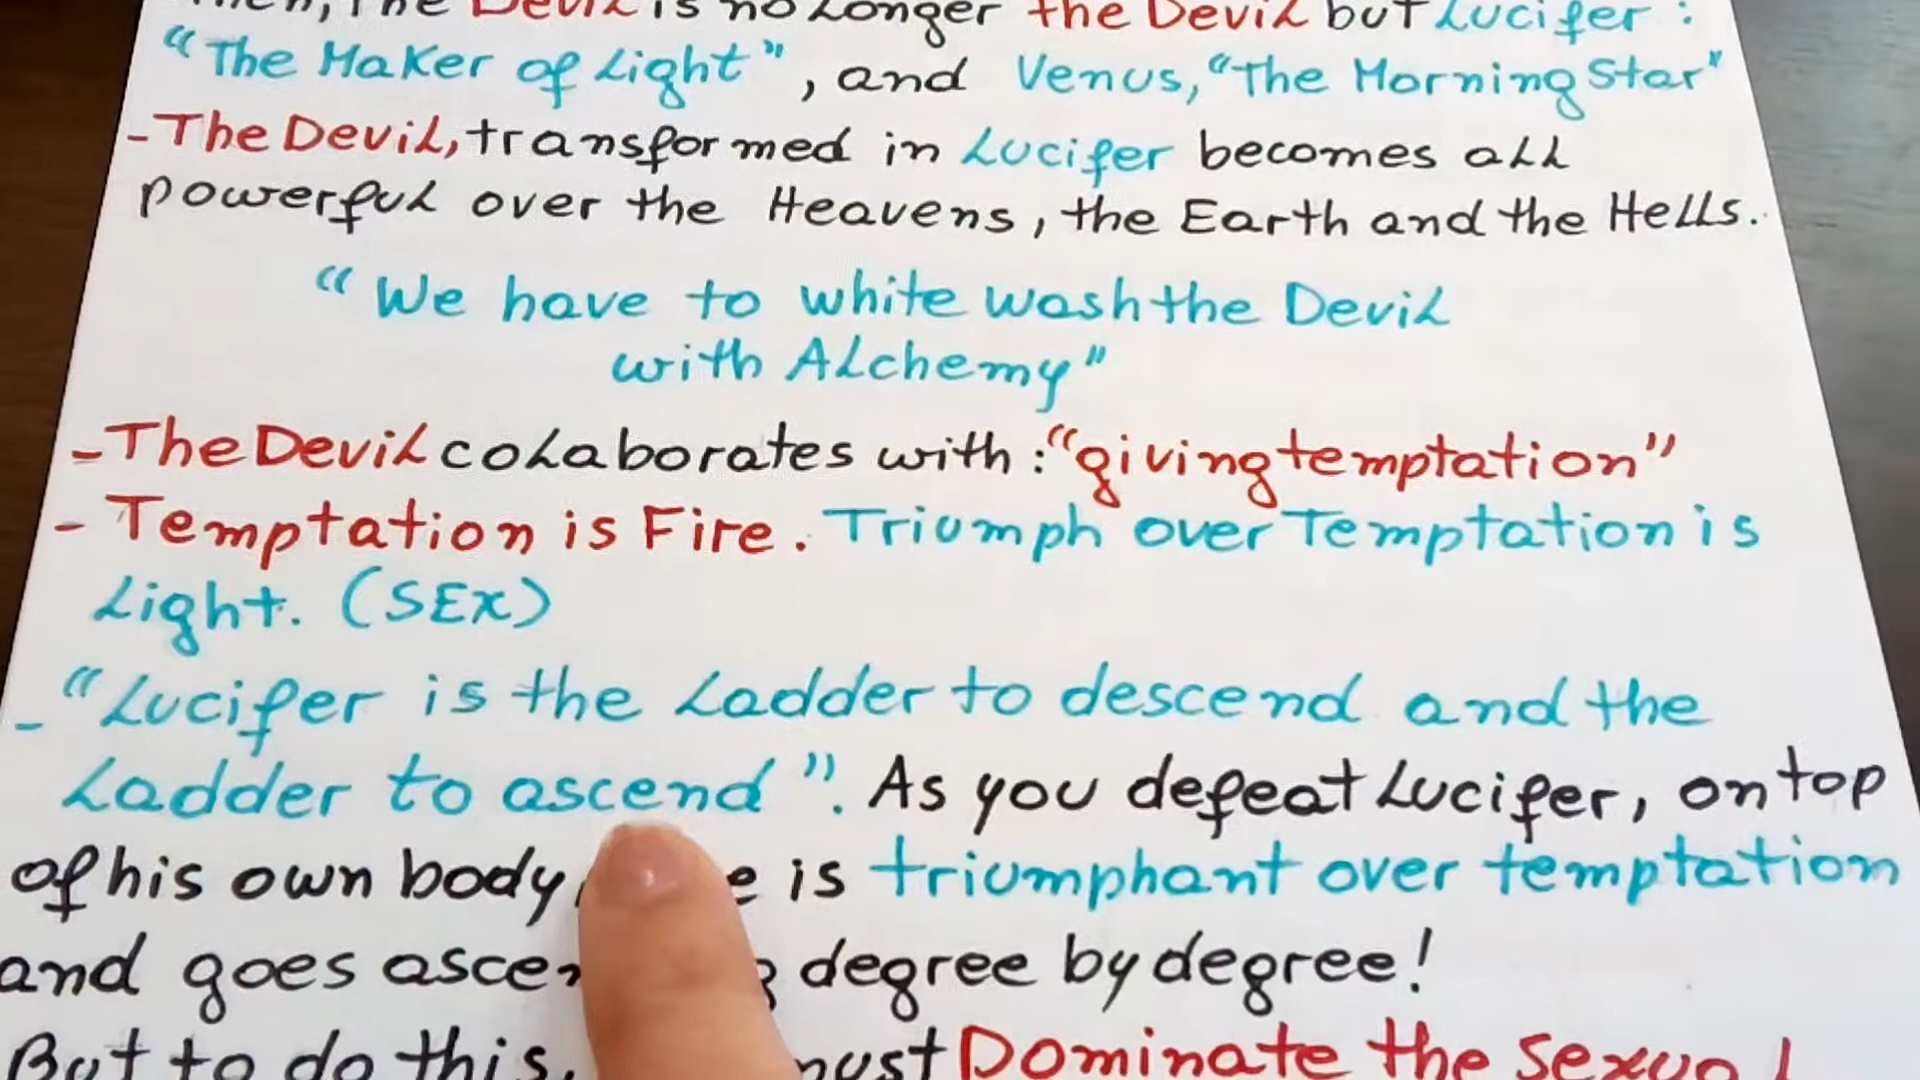 Then, the Devil is no longer the Devil but Lucifer:
"The Maker of Light", and Venus, "The Morning Star"
- The Devil, transformed in Lucifer becomes all
powerful over the Heavens, the Earth and the Hells.
"We have to white wash the Devil
with Alchemy"
- The Devil colaborates with: "giving temptation"
- Temptation is Fire. Triumph over Temptation is
Light. (SEX)
- "Lucifer is the Ladder to descend and the
Ladder to ascend". As you defeat Lucifer, on top
of his own body, is triumphant over temptation
and goes degree by degree!
But to do this, must Dominate the Sexual